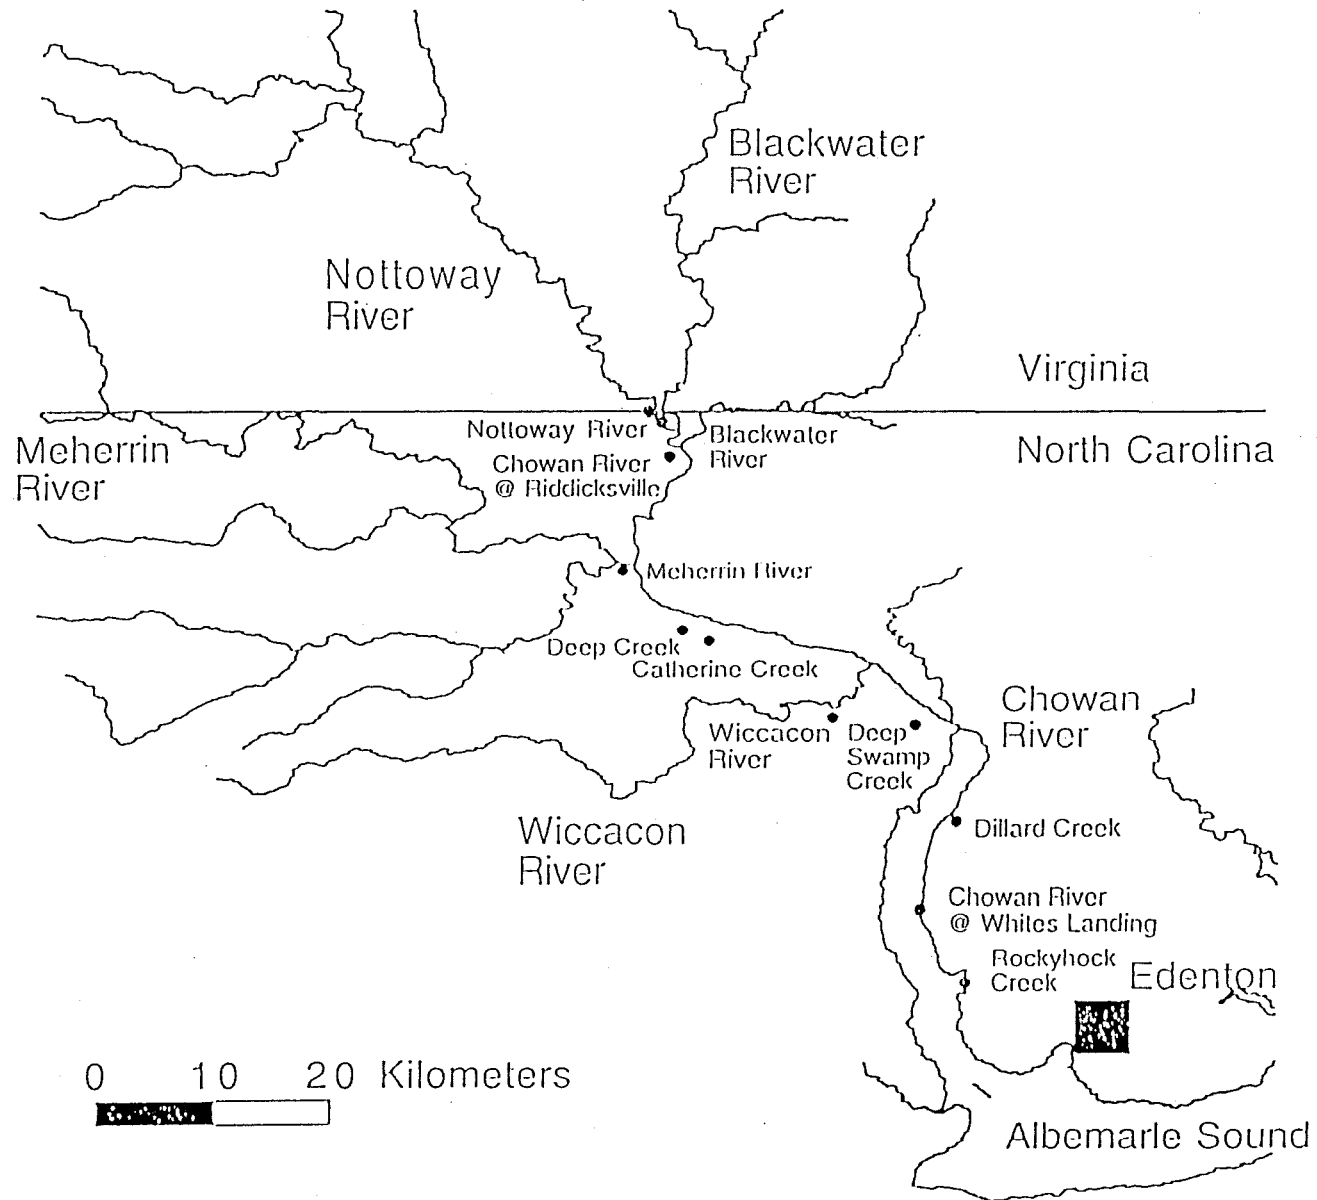 Blackwater
River
Nottoway
River
Virginia
North Carolina
Meherrin
River
Nottoway River
Blackwater
River
Chowan River
@ Riddicksville
Meherrin River
Deep Creek
Catherine Creek
Chowan
River
Wiccacon
River
Deep
Swamp
Creek
Wiccacon
River
Dillard Creek
Chowan River
@ Whites Landing
Rockyhock
Creek
Edenton
0 10 20 Kilometers
Albemarle Sound